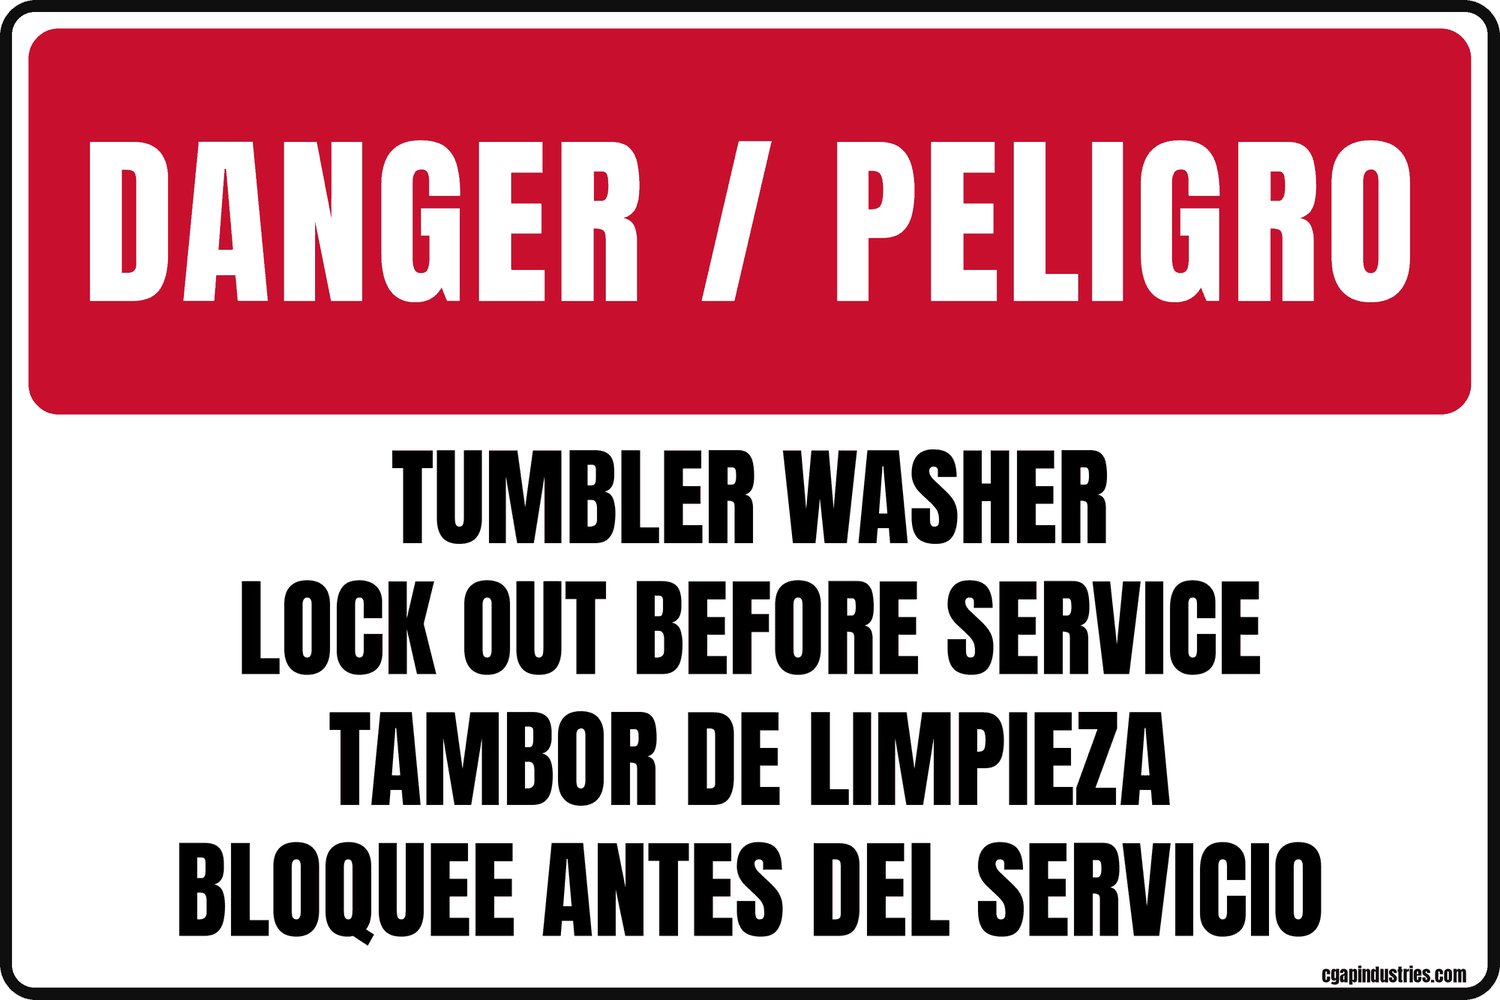 DANGER / PELIGRO
TUMBLER WASHER
LOCK OUT BEFORE SERVICE
TAMBOR DE LIMPIEZA
BLOQUEE ANTES DEL SERVICIO
cgapindustries.com